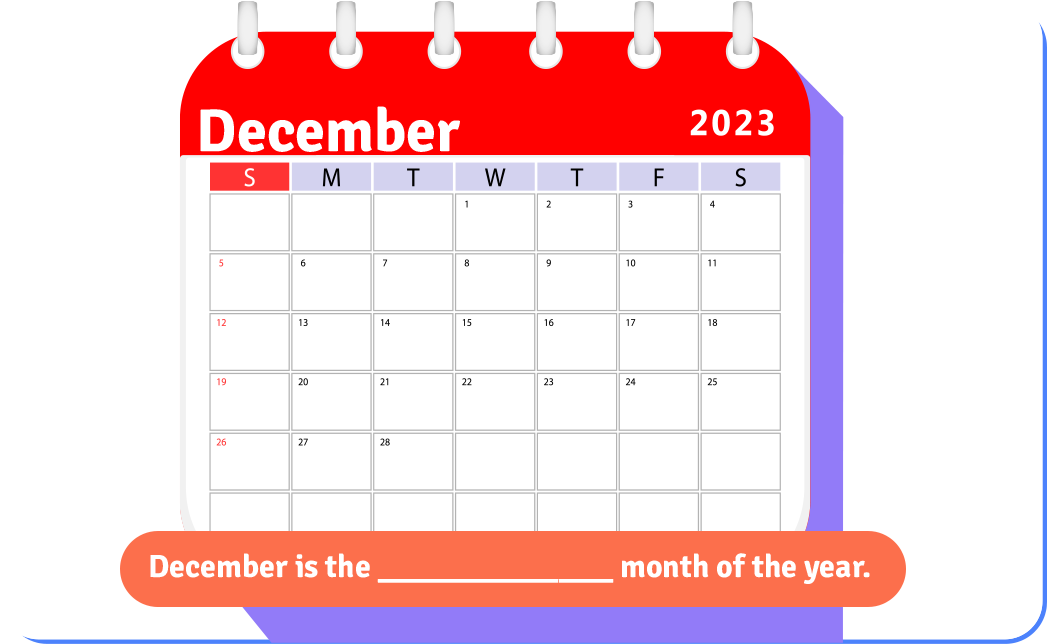 December 2023
S M T W T F S
1 2 3 4
5 6 7 8 9 10 11
12 13 14 15 16 17 18
19 20 21 22 23 24 25
26 27 28
December is the ________________ month of the year.